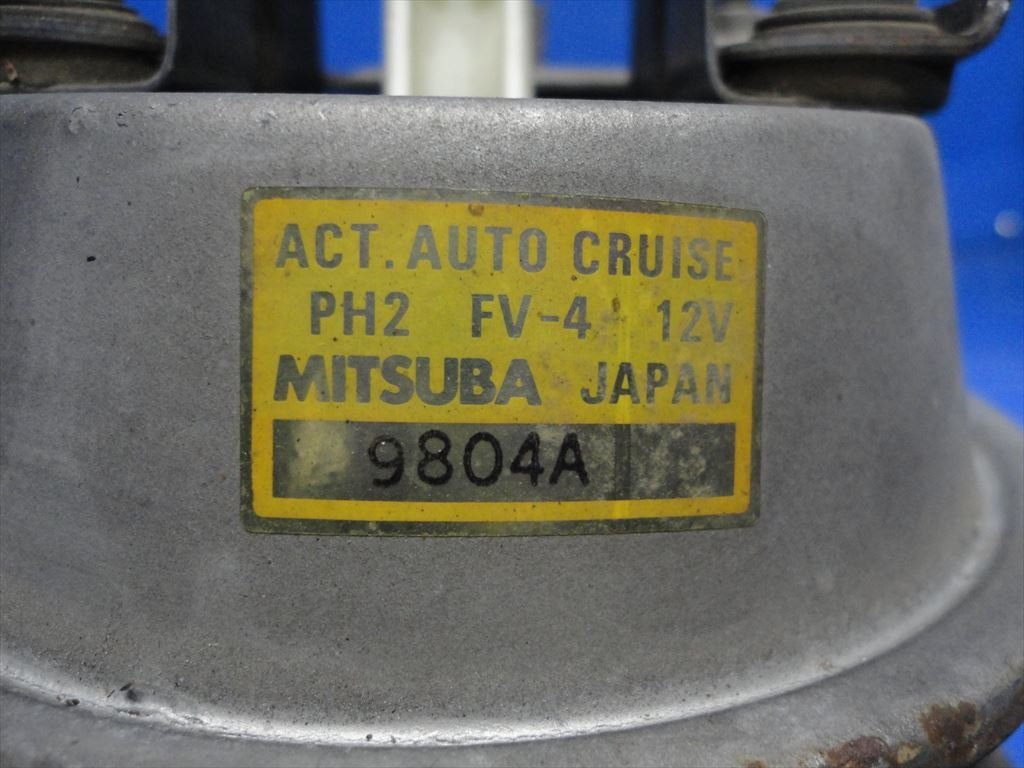 ACT. AUTO CRUISE
PH2 FV-4 12V
MITSUBA JAPAN
9804A